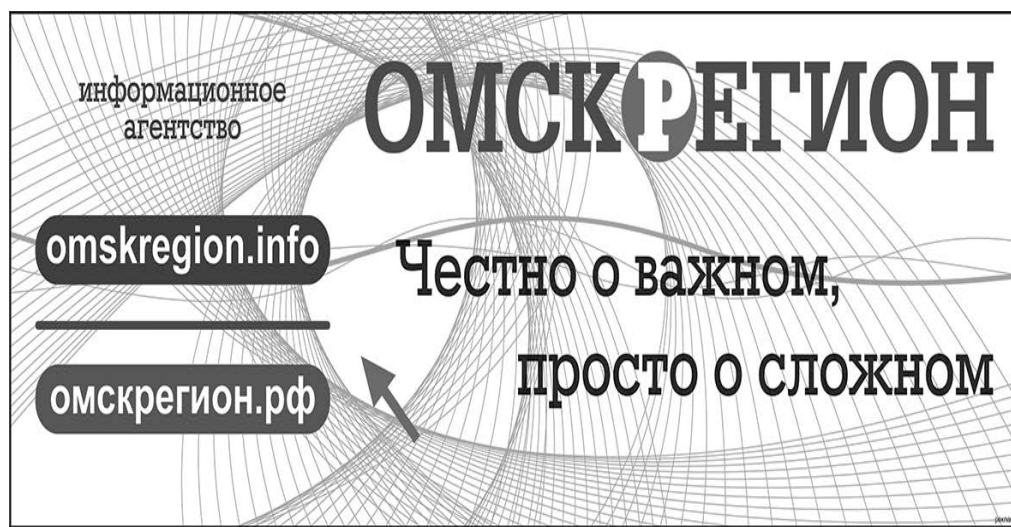 информационное
агентство
ОМСКРЕГИОН
omskregion.info
омскрегион.рф
Честно о важном,
просто о сложном